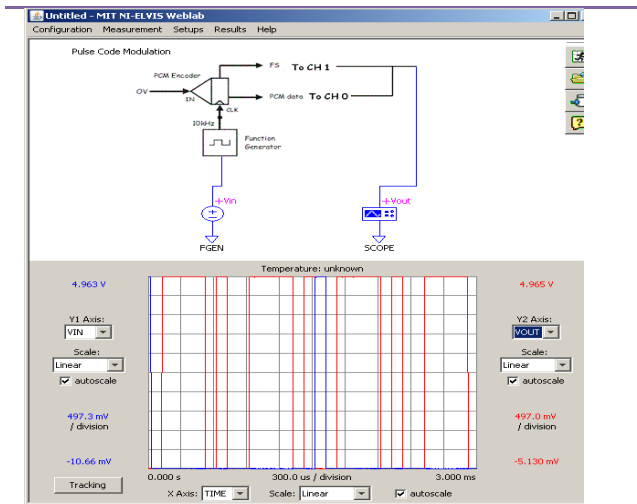 Untitled - MIT NI-ELVIS Weblab
Configuration Measurement Setups Results Help
Pulse Code Modulation
FS To CH 1
PCM Encoder
OV
IN
PCM data To CH 0
CLK
10kHz
Function
Generator
+Vin
+Vout
FGEN
SCOPE
Temperature: unknown
4.963 V
4.965 V
Y1 Axis:
Y2 Axis:
VIN
VOUT
Scale:
Scale:
Linear
Linear
autoscale
autoscale
497.3 mV
/ division
497.0 mV
/ division
-10.66 mV
-5.130 mV
Tracking
0.000 s
300.0 us / division
3.000 ms
X Axis: TIME Scale: Linear autoscale